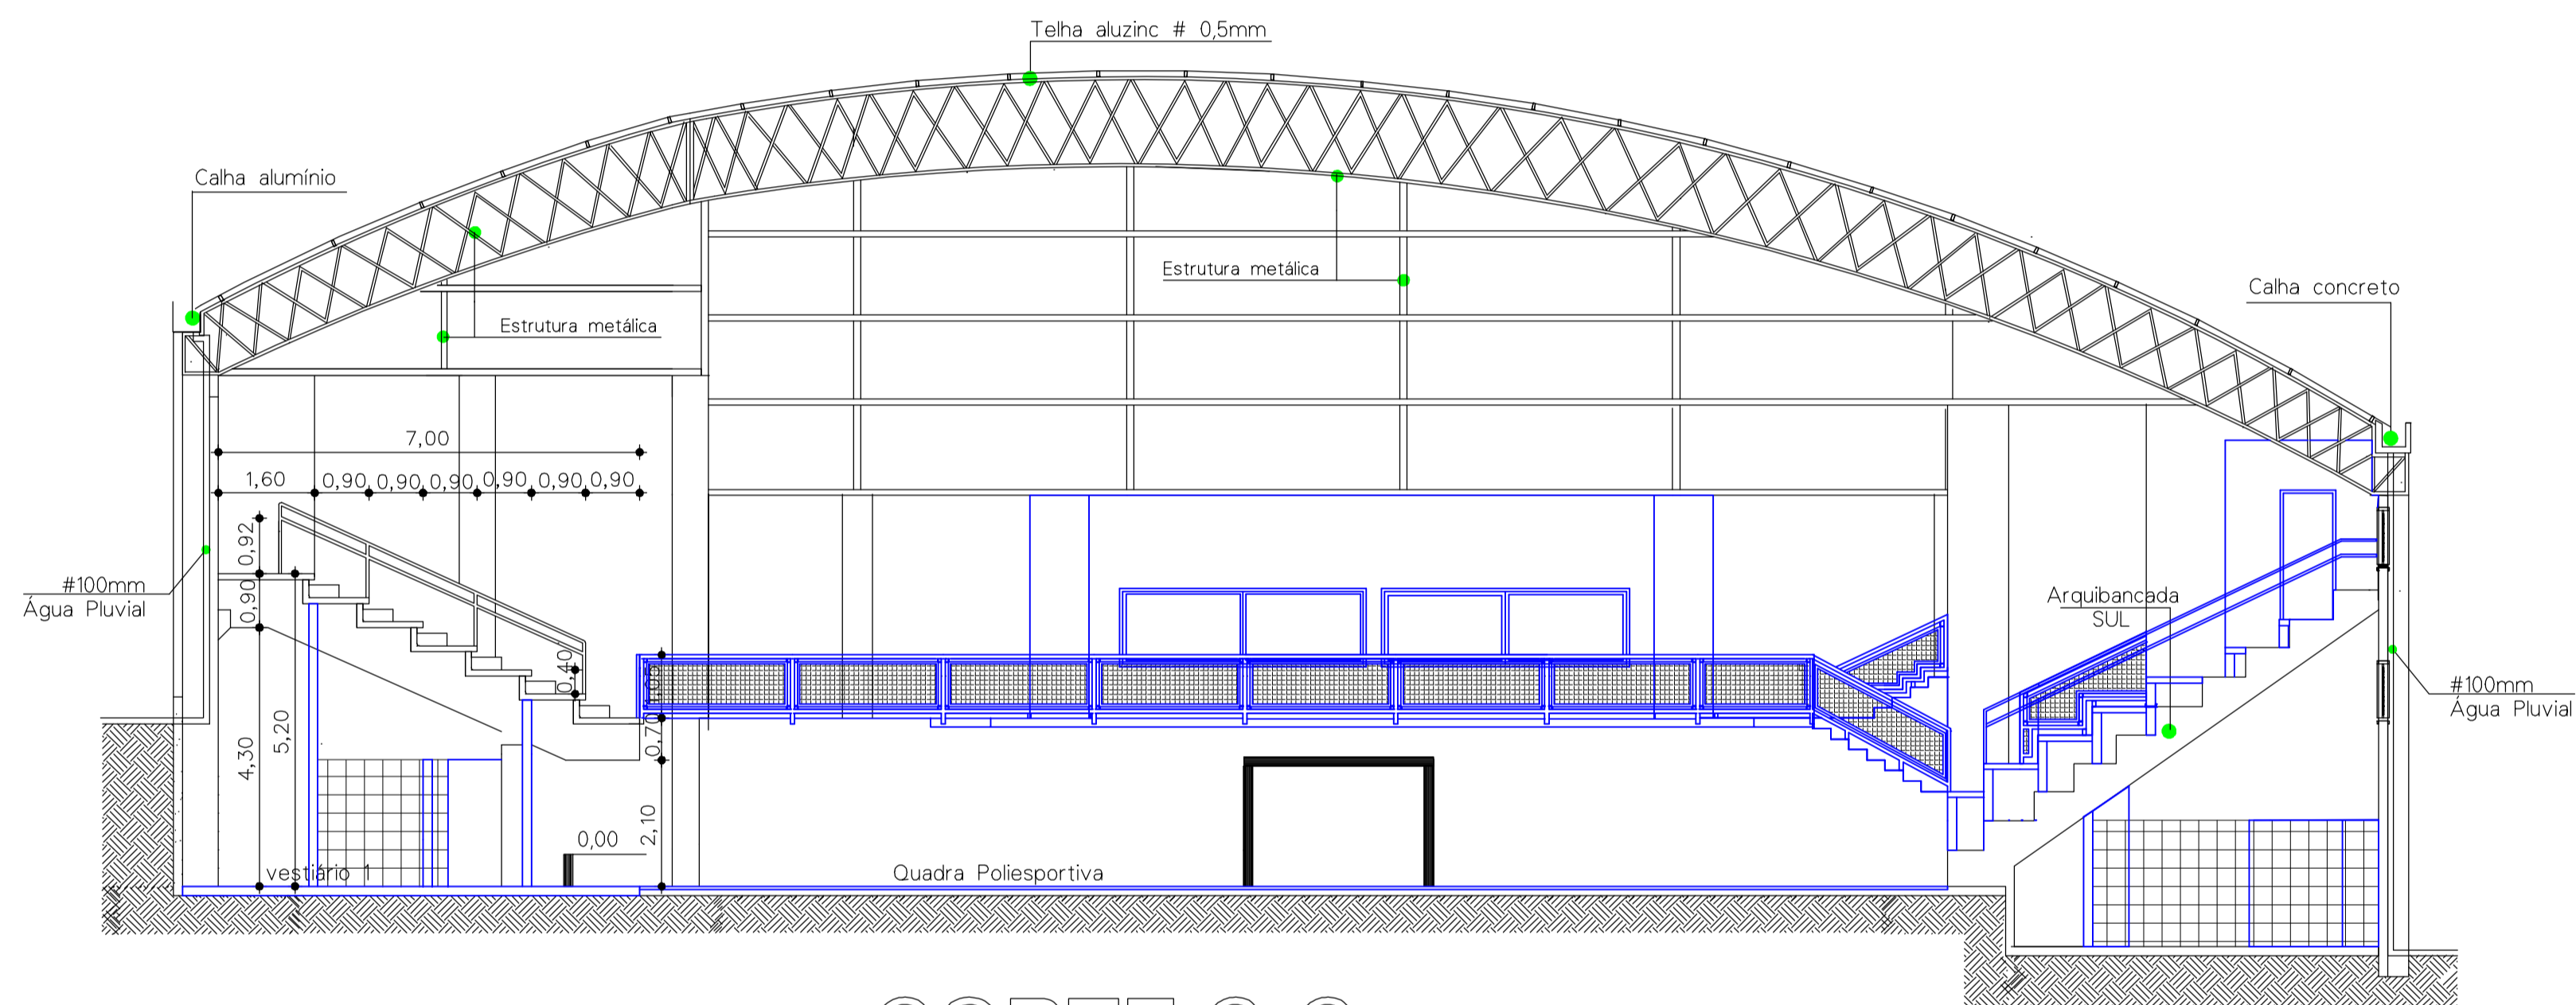 Telha aluzinc # 0,5mm
Calha alumínio
Estrutura metálica
Calha concreto
Estrutura metálica
7,00
1,60 0,90 0,90 0,90 0,90 0,90 0,90
0,92
#100mm
Água Pluvial
0,90
Arquibancada
SUL
0,40
#100mm
Água Pluvial
0,70
5,20
4,30
2,10
0,00
vestiário 1
Quadra Poliesportiva